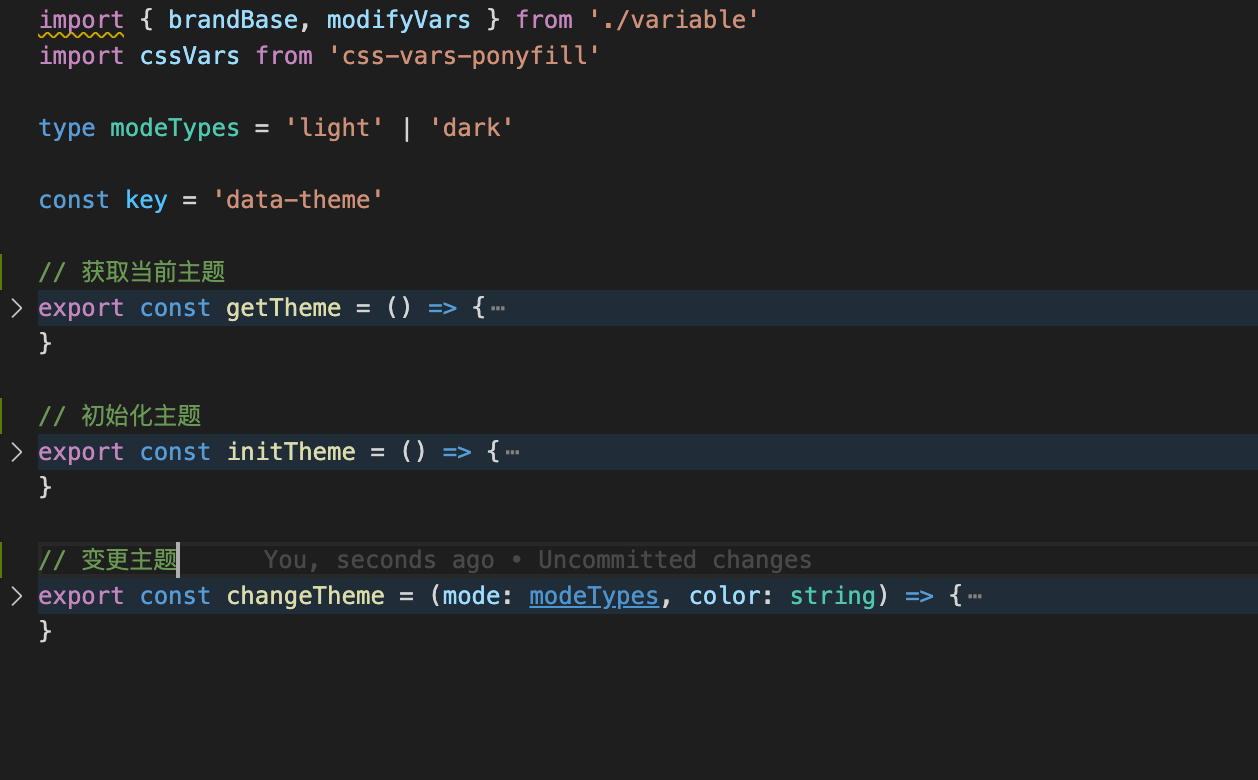 import { brandBase, modifyVars } from './variable'
import cssVars from 'css-vars-ponyfill'
type modeTypes = 'light' | 'dark'
const key = 'data-theme'
// 获取当前主题
export const getTheme = () => {⋯
}
// 初始化主题
export const initTheme = () => {⋯
}
// 变更主题 You, seconds ago • Uncommitted changes
export const changeTheme = (mode: modeTypes, color: string) => {⋯
}